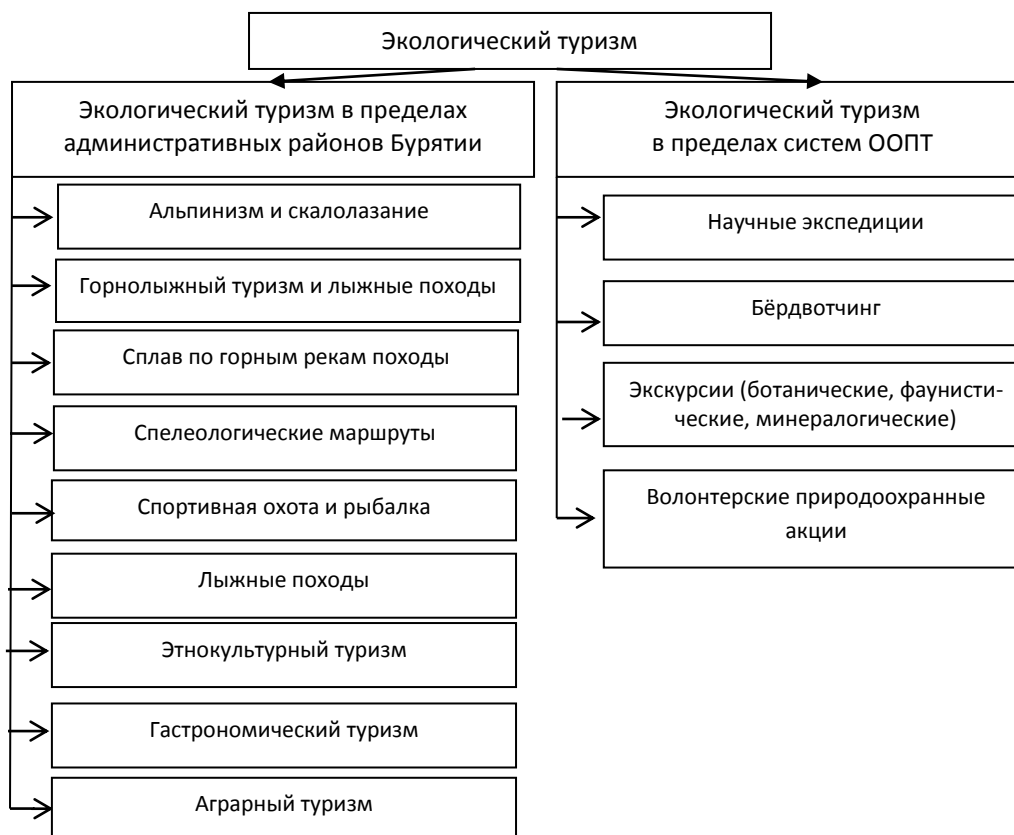 Экологический туризм
Экологический туризм в пределах
административных районов Бурятии
Альпинизм и скалолазание
Горнолыжный туризм и лыжные походы
Сплав по горным рекам походы
Спелеологические маршруты
Спортивная охота и рыбалка
Лыжные походы
Этнокультурный туризм
Гастрономический туризм
Аграрный туризм
Экологический туризм
в пределах систем ООПТ
Научные экспедиции
Бёрдвотчинг
Экскурсии (ботанические, фаунисти-
ческие, минералогические)
Волонтерские природоохранные
акции